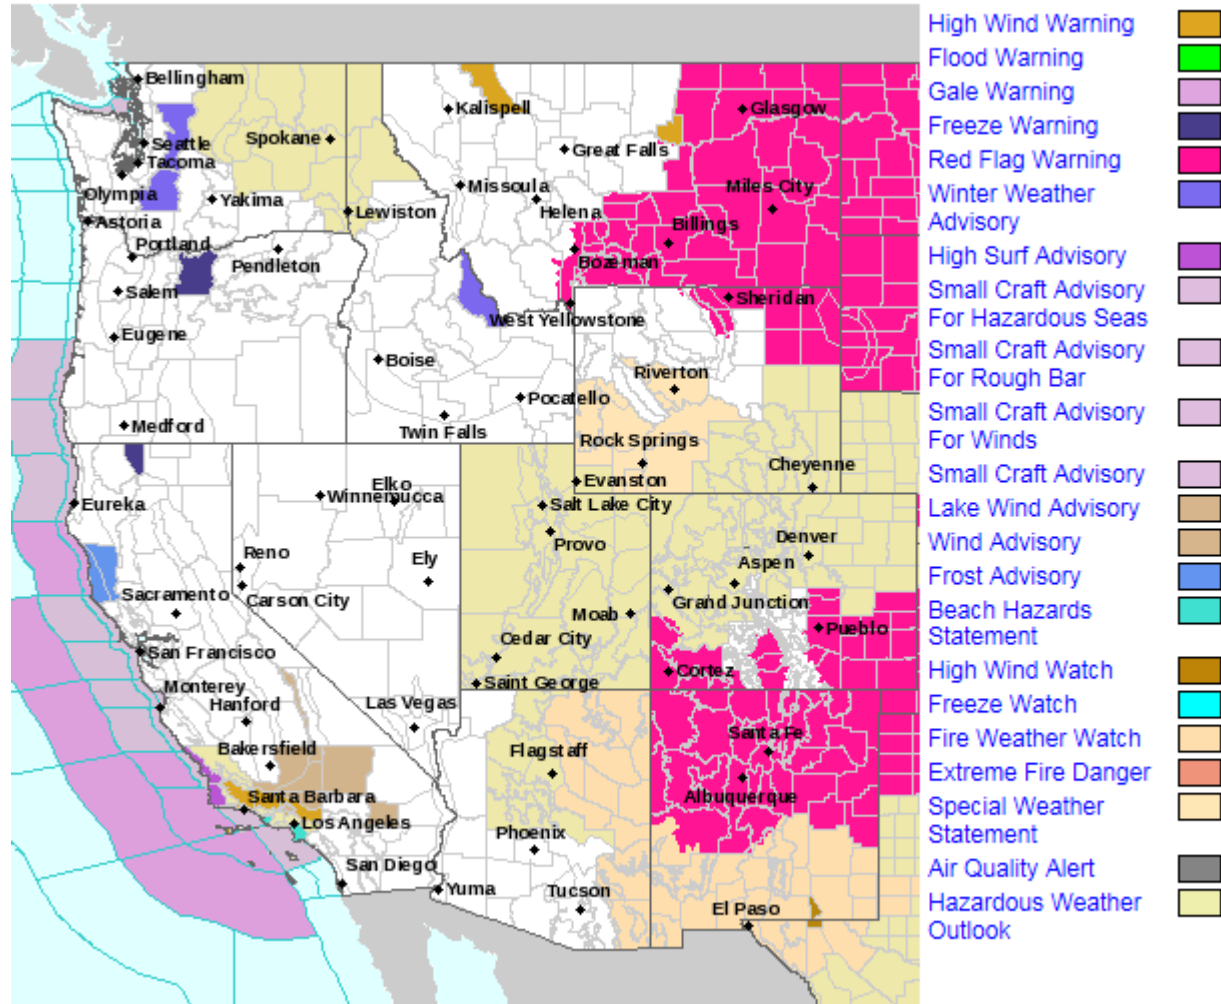 Bellingham
Kalispell
Glasgow
Seattle
Spokane
Great Falls
Tacoma
Missoula
Miles City
Olympia
Yakima
Lewiston
Helena
Astoria
Billings
Portland
Pendleton
Bozeman
Salem
Sheridan
West Yellowstone
Eugene
Boise
Riverton
Pocatello
Medford
Twin Falls
Rock Springs
Cheyenne
Elko
Evanston
Winnemucca
Eureka
Salt Lake City
Provo
Denver
Reno
Ely
Aspen
Sacramento
Carson City
Grand Junction
Moab
Pueblo
Cedar City
San Francisco
Cortez
Saint George
Monterey
Hanford
Las Vegas
Santa Fe
Bakersfield
Flagstaff
Santa Barbara
Albuquerque
Los Angeles
Phoenix
San Diego
Yuma
Tucson
El Paso
High Wind Warning
Flood Warning
Gale Warning
Freeze Warning
Red Flag Warning
Winter Weather
Advisory
High Surf Advisory
Small Craft Advisory
For Hazardous Seas
Small Craft Advisory
For Rough Bar
Small Craft Advisory
For Winds
Small Craft Advisory
Lake Wind Advisory
Wind Advisory
Frost Advisory
Beach Hazards
Statement
High Wind Watch
Freeze Watch
Fire Weather Watch
Extreme Fire Danger
Special Weather
Statement
Air Quality Alert
Hazardous Weather
Outlook